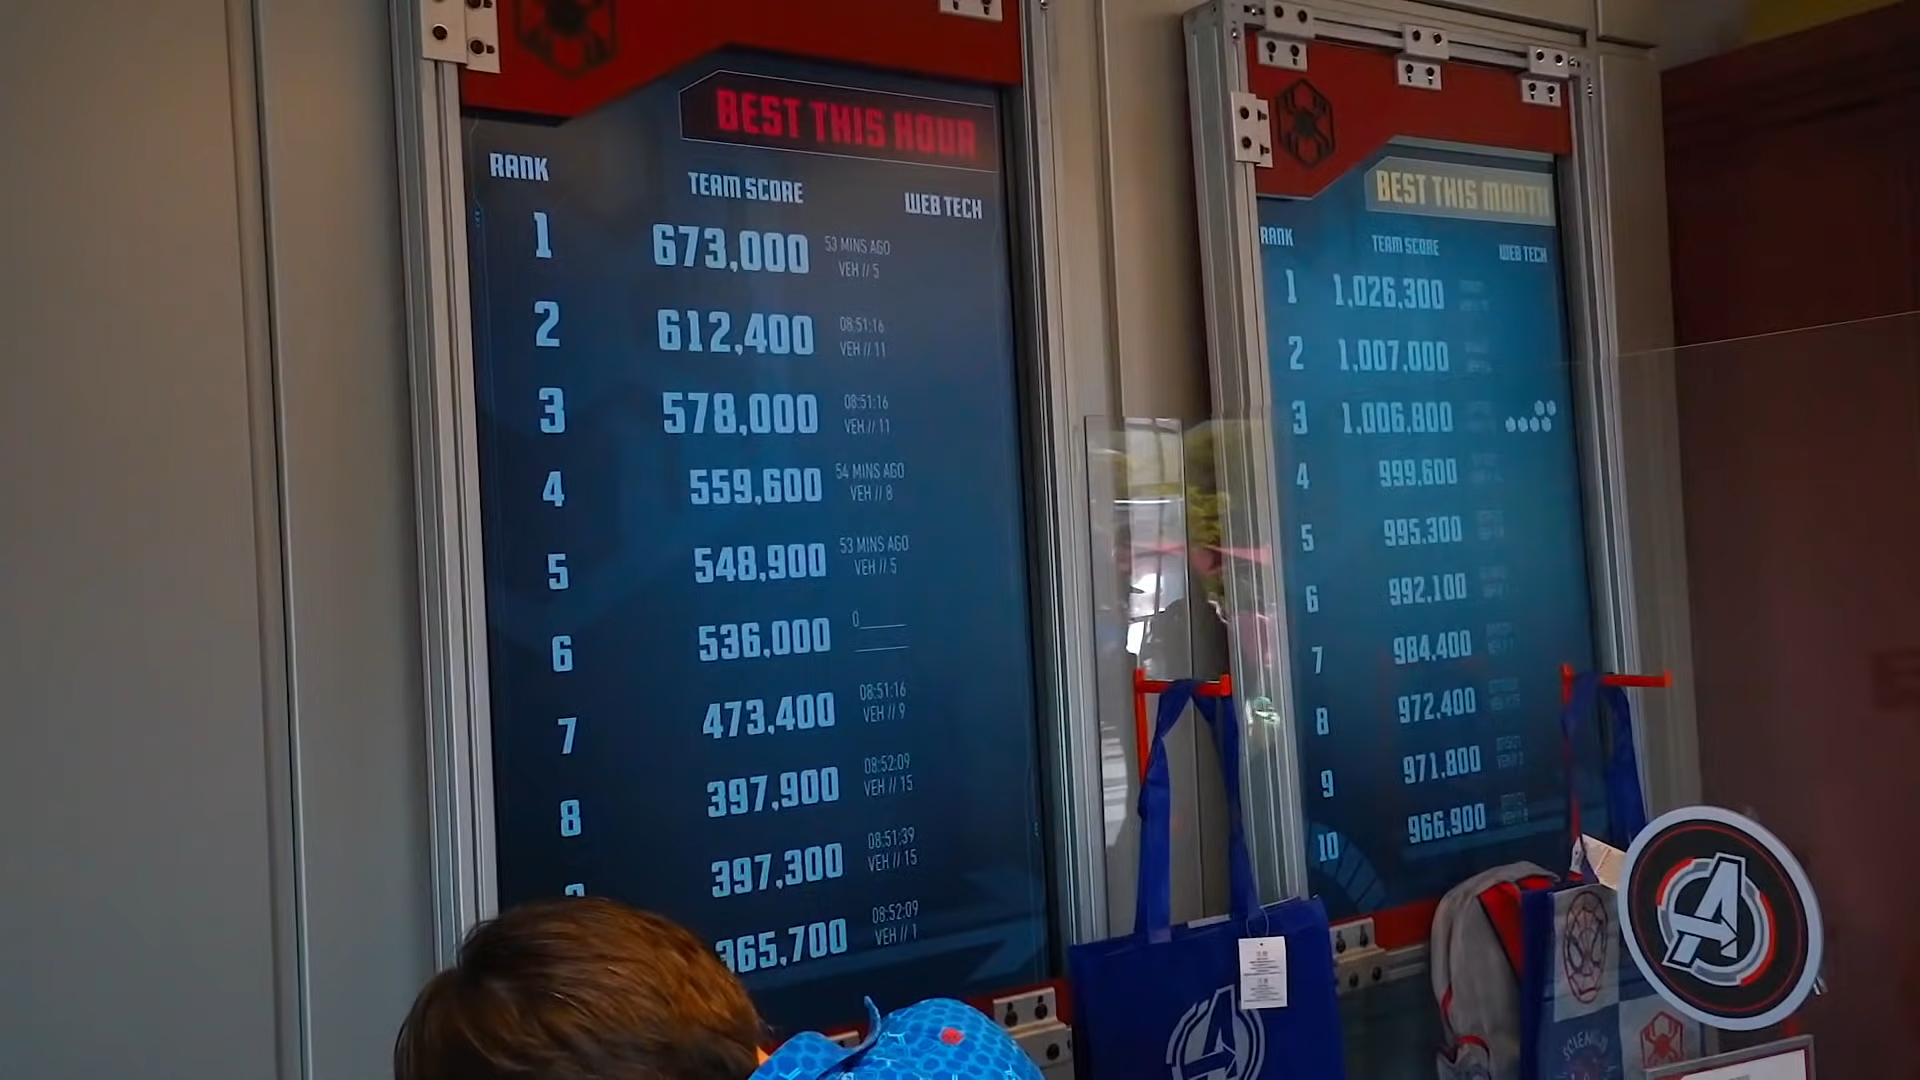 BEST THIS HOUR
RANK TEAM SCORE WEB TECH
1 673,000 53 MINS AGO
VEH // 5
2 612,400 08:51:16
VEH // 11
3 578,000 08:51:16
VEH // 11
4 559,600 54 MINS AGO
VEH // 8
5 548,900 53 MINS AGO
VEH // 5
6 536,000 0
7 473,400 08:51:16
VEH // 9
8 397,900 08:52:09
VEH // 15
397,300 08:51:39
VEH // 15
365,700 08:52:09
VEH // 1
BEST THIS MONTH
RANK TEAM SCORE WEB TECH
1 1,026,300
2 1,007,000
3 1,006,800
4 999,600
5 995,300
6 992,100
7 984,400
8 972,400
9 971,800
10 966,900